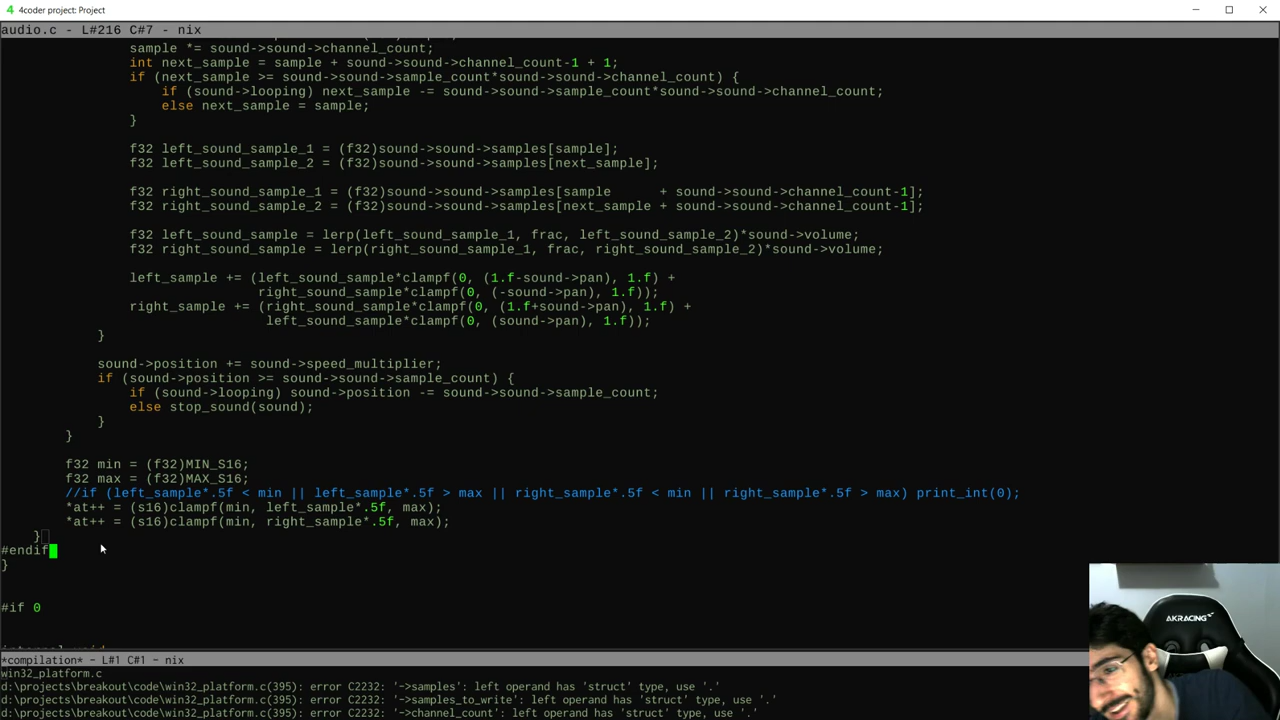 4coder project: Project
audio.c - L#216 C#7 - nix
sample *= sound->sound->channel_count;
int next_sample = sample + sound->sound->channel_count-1 + 1;
if (next_sample >= sound->sound->sample_count*sound->sound->channel_count) {
if (sound->looping) next_sample -= sound->sound->sample_count*sound->sound->channel_count;
else next_sample = sample;
}
f32 left_sound_sample_1 = (f32)sound->sound->samples[sample];
f32 left_sound_sample_2 = (f32)sound->sound->samples[next_sample];
f32 right_sound_sample_1 = (f32)sound->sound->samples[sample      + sound->sound->channel_count-1];
f32 right_sound_sample_2 = (f32)sound->sound->samples[next_sample + sound->sound->channel_count-1];
f32 left_sound_sample = lerp(left_sound_sample_1, frac, left_sound_sample_2)*sound->volume;
f32 right_sound_sample = lerp(right_sound_sample_1, frac, right_sound_sample_2)*sound->volume;
left_sample += (left_sound_sample*clampf(0, (1.f-sound->pan), 1.f) +
right_sound_sample*clampf(0, (-sound->pan), 1.f));
right_sample += (right_sound_sample*clampf(0, (1.f+sound->pan), 1.f) +
left_sound_sample*clampf(0, (sound->pan), 1.f));
}
sound->position += sound->speed_multiplier;
if (sound->position >= sound->sound->sample_count) {
if (sound->looping) sound->position -= sound->sound->sample_count;
else stop_sound(sound);
}
}
f32 min = (f32)MIN_S16;
f32 max = (f32)MAX_S16;
//if (left_sample*.5f < min || left_sample*.5f > max || right_sample*.5f < min || right_sample*.5f > max) print_int(0);
*at++ = (s16)clampf(min, left_sample*.5f, max);
*at++ = (s16)clampf(min, right_sample*.5f, max);
}
#endif
}
#if 0
*compilation* - L#1 C#1 - nix
win32_platform.c
d:\projects\breakout\code\win32_platform.c(395): error C2232: '->samples': left operand has 'struct' type, use '.'
d:\projects\breakout\code\win32_platform.c(395): error C2232: '->samples_to_write': left operand has 'struct' type, use '.'
d:\projects\breakout\code\win32_platform.c(395): error C2232: '->channel_count': left operand has 'struct' type, use '.'
AKRACING